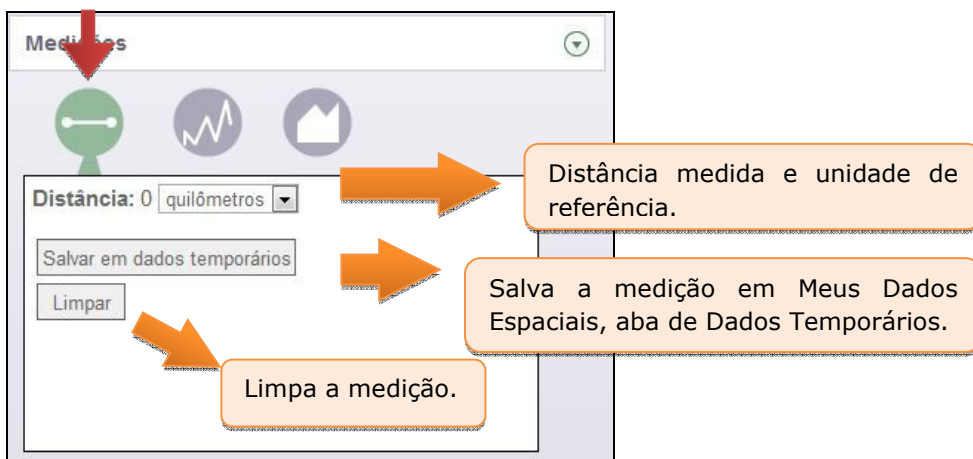 Medições
Distância: 0 quilômetros
Distância medida e unidade de
referência.
Salvar em dados temporários
Salva a medição em Meus Dados
Espaciais, aba de Dados Temporários.
Limpar
Limpa a medição.